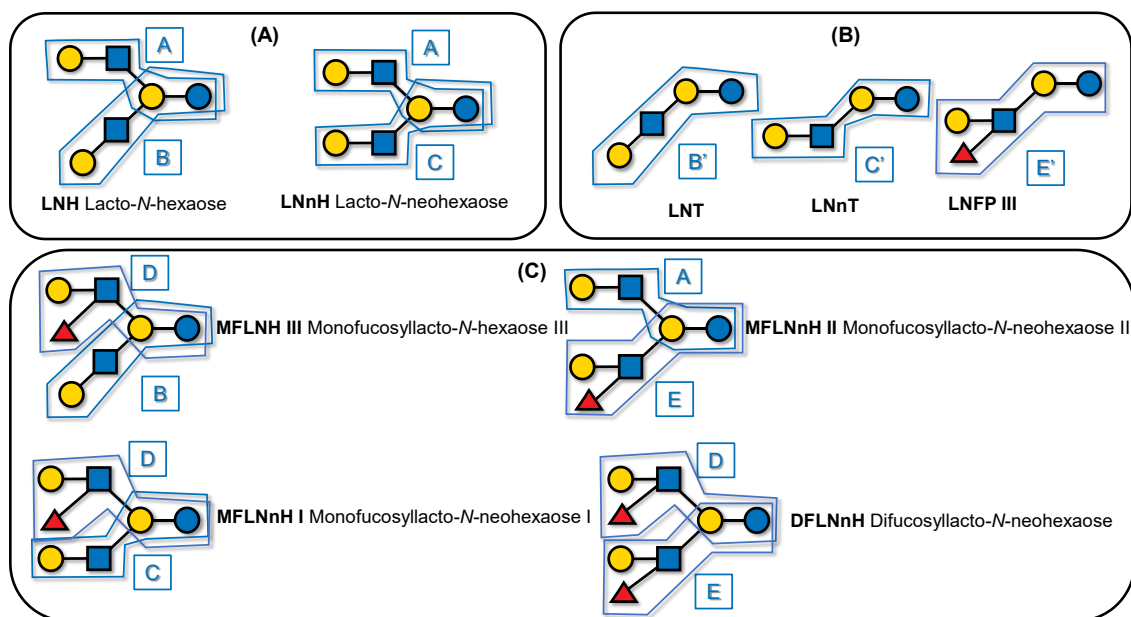 (A)
A
A
B
C
LNH Lacto-N-hexaose
LNnH Lacto-N-neohexaose
(B)
B'
C'
E'
LNT
LNnT
LNFP III
(C)
D
A
MFLNH III Monofucosyllacto-N-hexaose III
MFLNnH II Monofucosyllacto-N-neohexaose II
B
E
D
D
MFLNnH I Monofucosyllacto-N-neohexaose I
DFLNnH Difucosyllacto-N-neohexaose
C
E